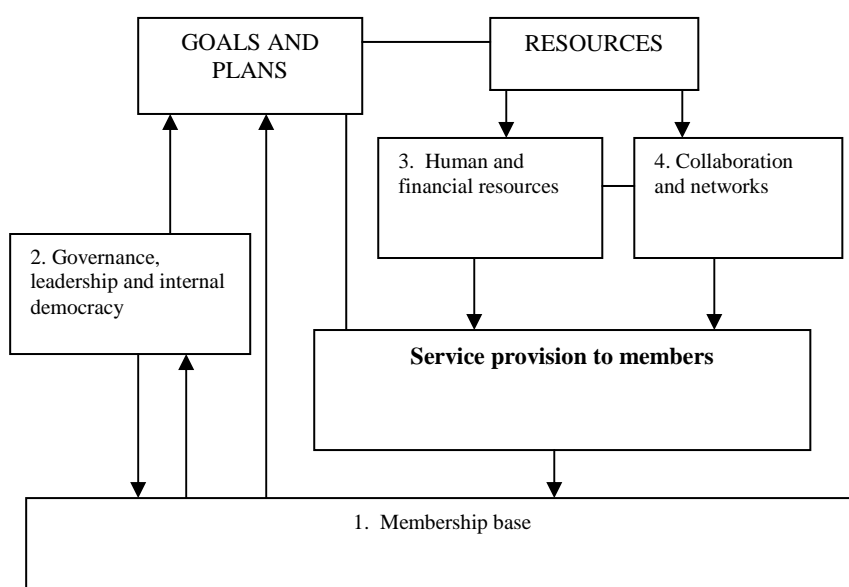 GOALS AND
PLANS
RESOURCES
3. Human and
financial resources
4. Collaboration
and networks
2. Governance,
leadership and internal
democracy
Service provision to members
1. Membership base